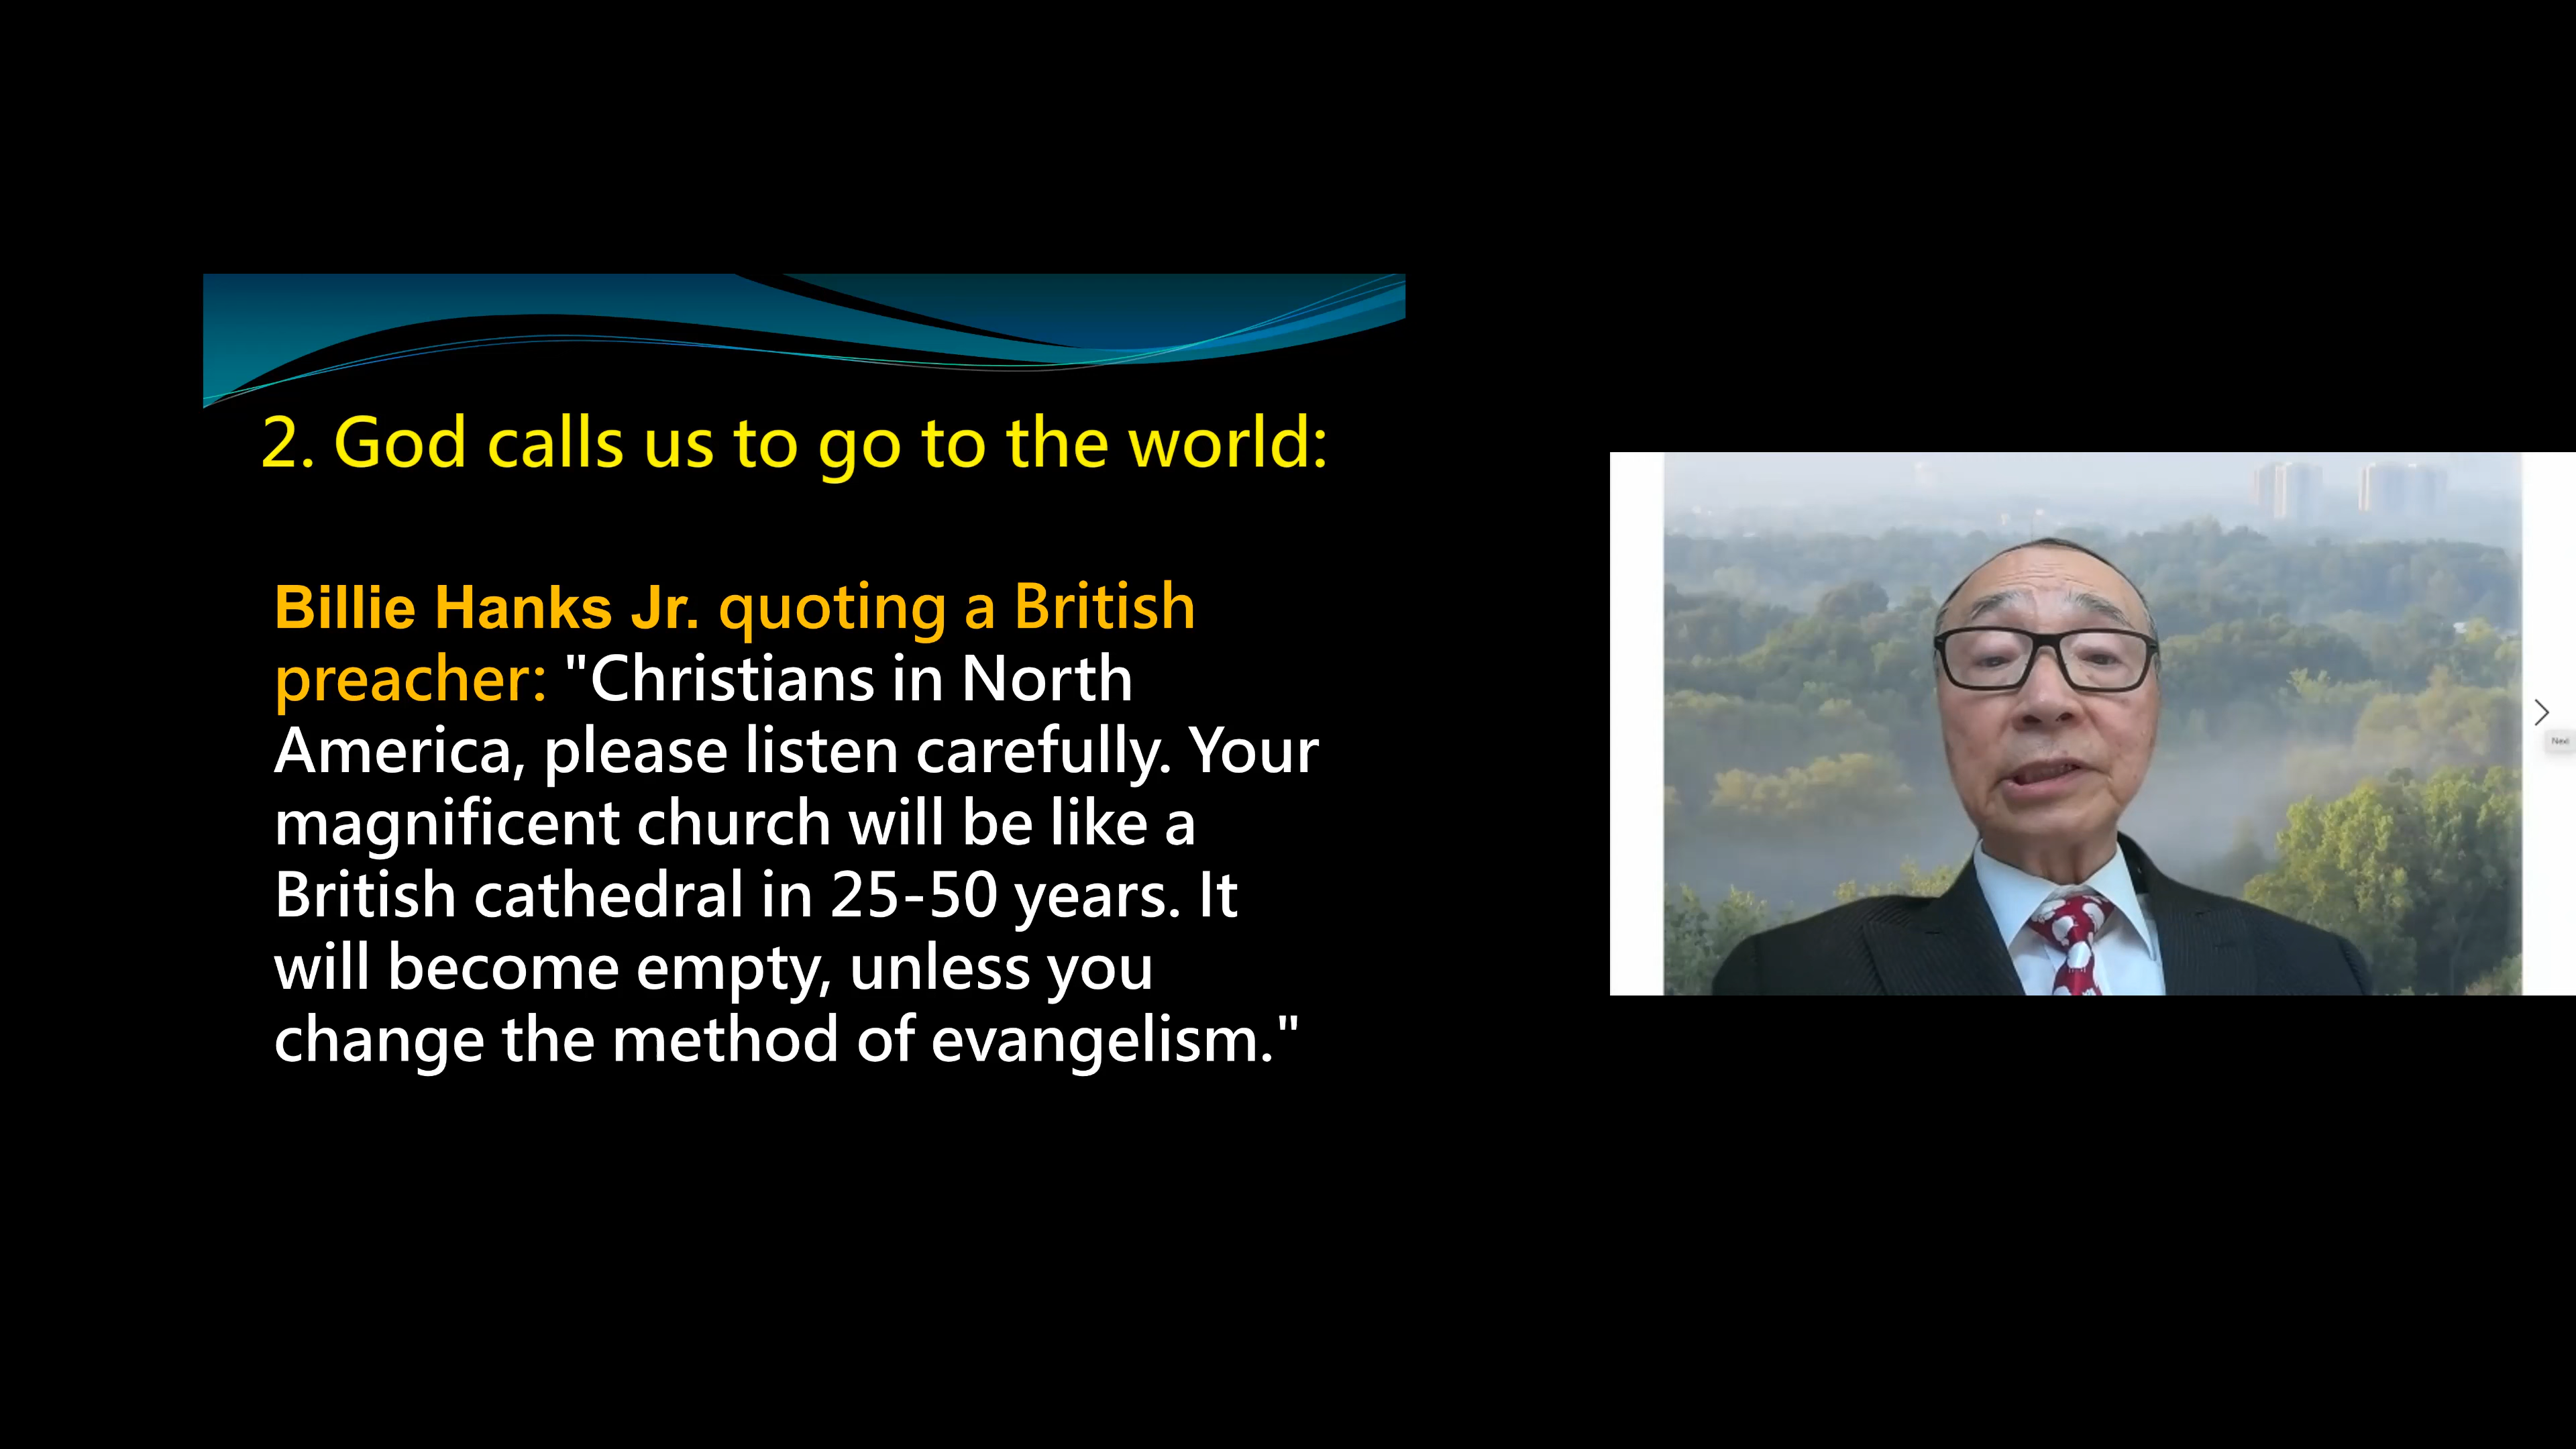 2. God calls us to go to the world:
Billie Hanks Jr. quoting a British
preacher: "Christians in North
America, please listen carefully. Your
magnificent church will be like a
British cathedral in 25-50 years. It
will become empty, unless you
change the method of evangelism."
Next